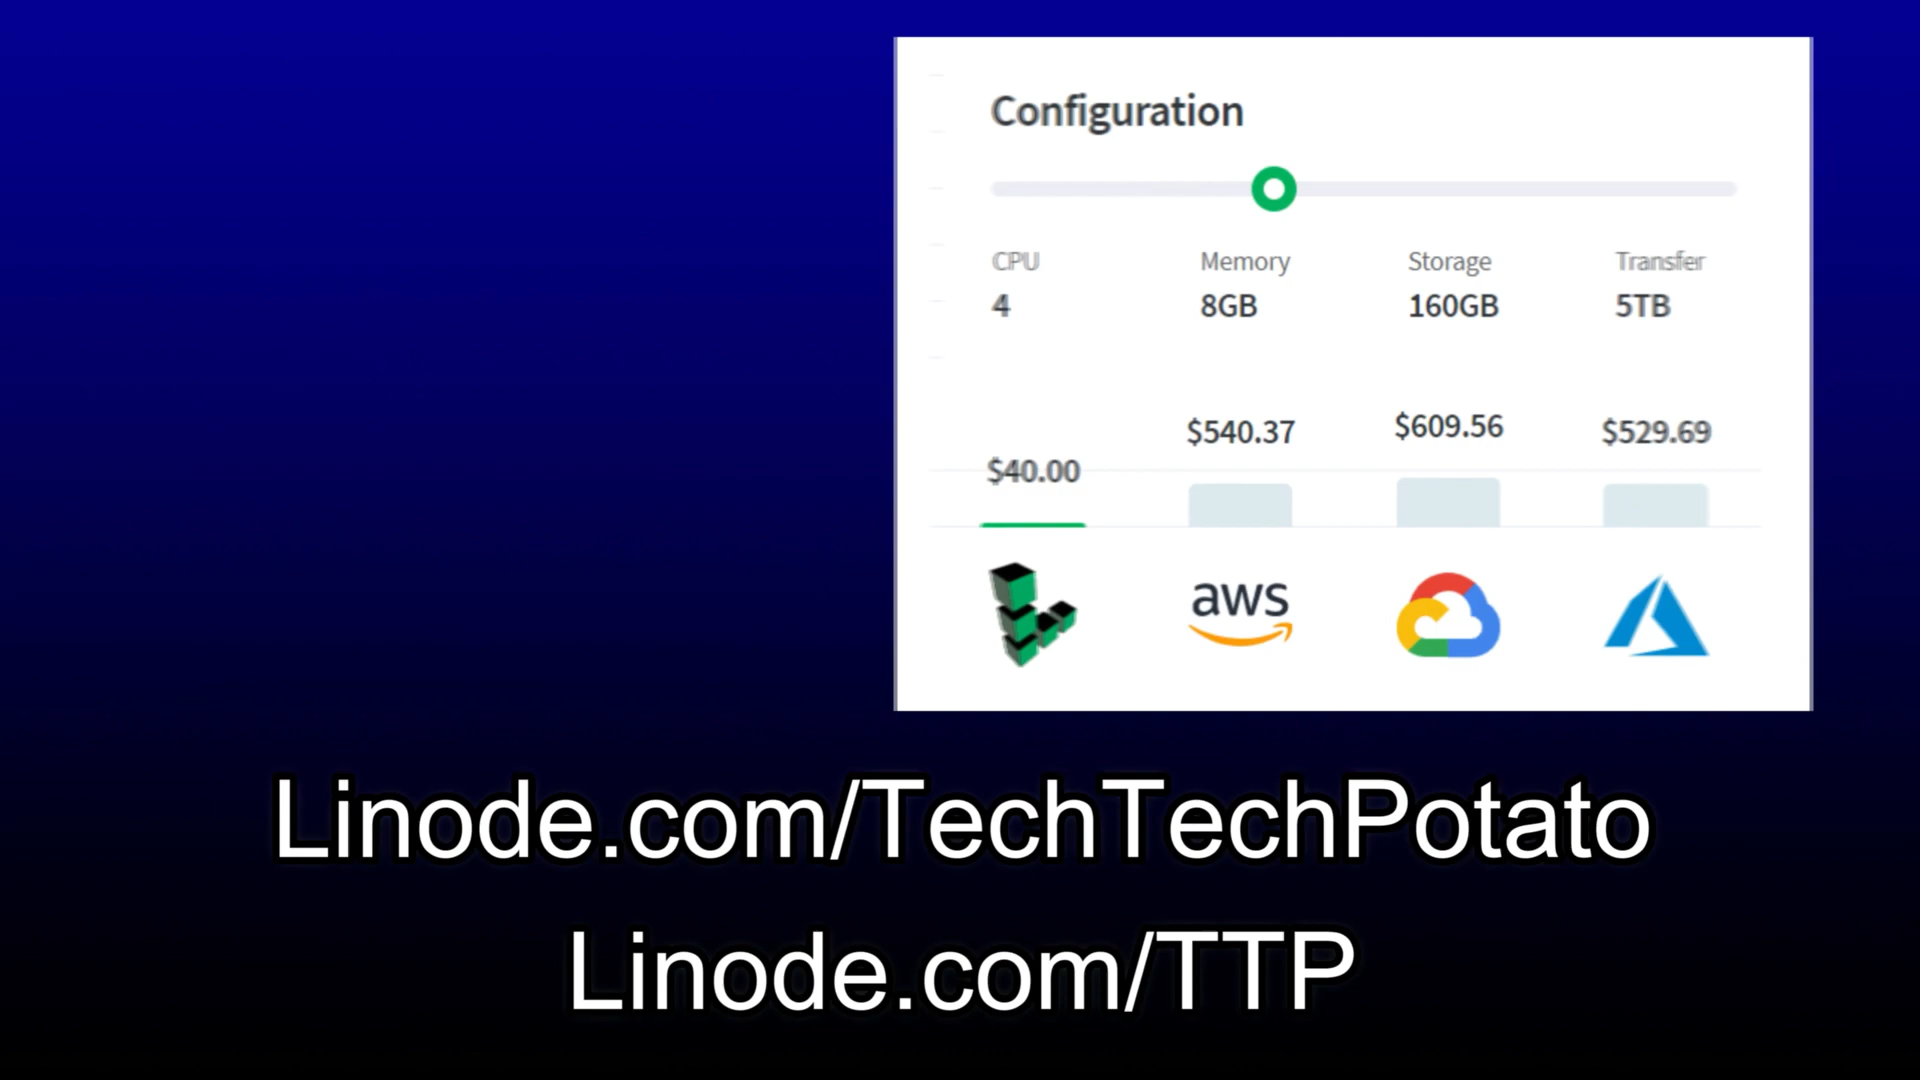 Configuration
CPU Memory Storage Transfer
4 8GB 160GB 5TB
$40.00 $540.37 $609.56 $529.69
aws
Linode.com/TechTechPotato
Linode.com/TTP